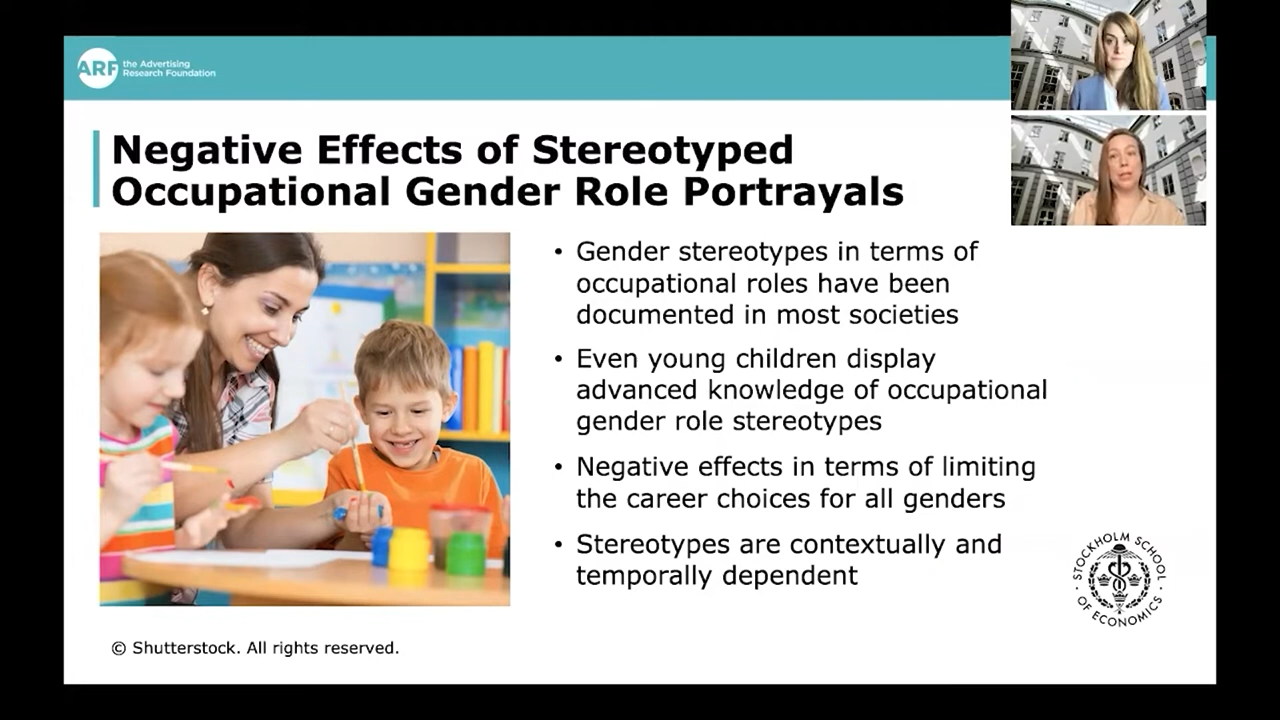 ARF
the Advertising
Research Foundation
Negative Effects of Stereotyped
Occupational Gender Role Portrayals
• Gender stereotypes in terms of
occupational roles have been
documented in most societies
• Even young children display
advanced knowledge of occupational
gender role stereotypes
• Negative effects in terms of limiting
the career choices for all genders
• Stereotypes are contextually and
temporally dependent
STOCKHOLM SCHOOL
• OF ECONOMICS •
© Shutterstock. All rights reserved.